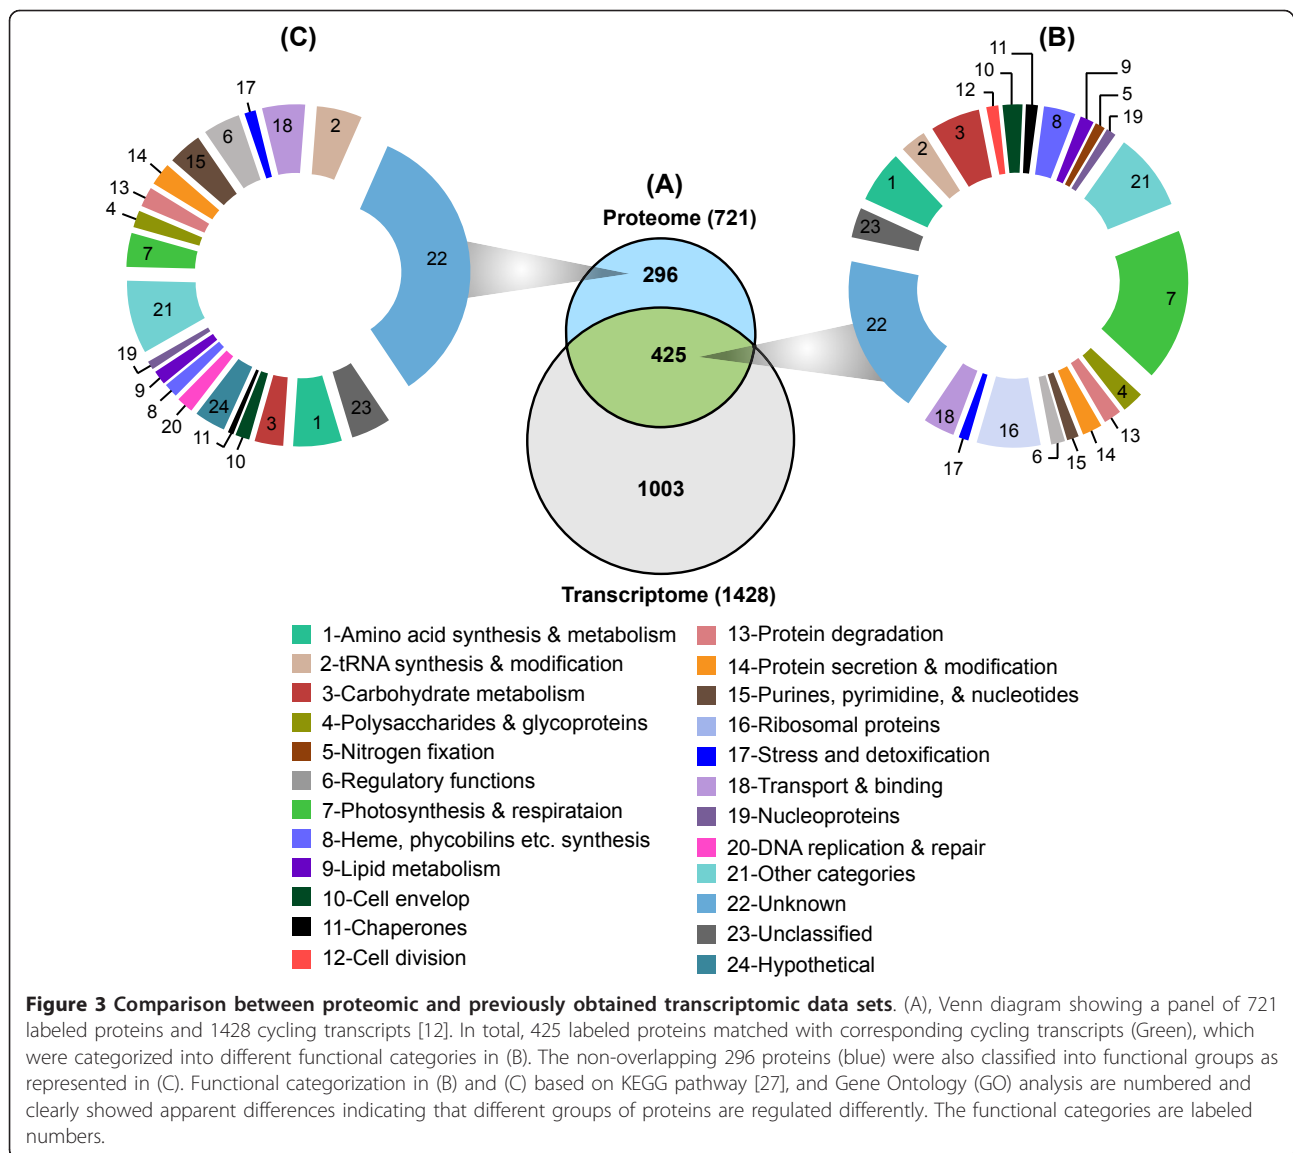 (C)
(B)
(A)
17
18
2
6
15
14
13
4
7
22
21
19
9
8
20
24
11
10
3
1
23
Proteome (721)
296
425
1003
Transcriptome (1428)
11
10
9
12
5
8
19
3
2
21
1
23
7
22
4
18
16
13
6
14
15
17
1-Amino acid synthesis & metabolism
2-tRNA synthesis & modification
3-Carbohydrate metabolism
4-Polysaccharides & glycoproteins
5-Nitrogen fixation
6-Regulatory functions
7-Photosynthesis & respirataion
8-Heme, phycobilins etc. synthesis
9-Lipid metabolism
10-Cell envelop
11-Chaperones
12-Cell division
13-Protein degradation
14-Protein secretion & modification
15-Purines, pyrimidine, & nucleotides
16-Ribosomal proteins
17-Stress and detoxification
18-Transport & binding
19-Nucleoproteins
20-DNA replication & repair
21-Other categories
22-Unknown
23-Unclassified
24-Hypothetical
Figure 3 Comparison between proteomic and previously obtained transcriptomic data sets. (A), Venn diagram showing a panel of 721
labeled proteins and 1428 cycling transcripts [12]. In total, 425 labeled proteins matched with corresponding cycling transcripts (Green), which
were categorized into different functional categories in (B). The non-overlapping 296 proteins (blue) were also classified into functional groups as
represented in (C). Functional categorization in (B) and (C) based on KEGG pathway [27], and Gene Ontology (GO) analysis are numbered and
clearly showed apparent differences indicating that different groups of proteins are regulated differently. The functional categories are labeled
numbers.